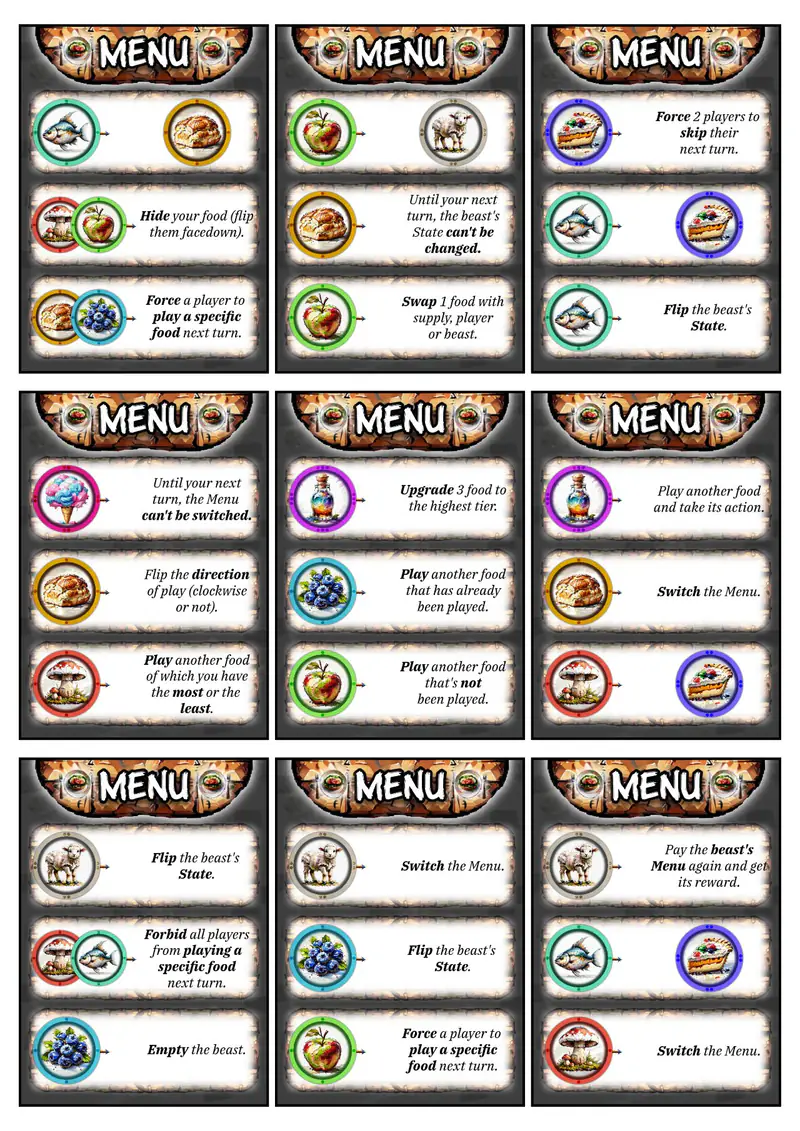 MENU
Hide your food (flip
them facedown).
Force a player to
play a specific
food next turn.
MENU
Until your next
turn, the beast's
State can't be
changed.
Swap 1 food with
supply, player
or beast.
MENU
Force 2 players to
skip their
next turn.
Flip the beast's
State.
MENU
Until your next
turn, the Menu
can't be switched.
Flip the direction
of play (clockwise
or not).
Play another food
of which you have
the most or the
least.
MENU
Upgrade 3 food to
the highest tier.
Play another food
that has already
been played.
Play another food
that's not
been played.
MENU
Play another food
and take its action.
Switch the Menu.
MENU
Flip the beast's
State.
Forbid all players
from playing a
specific food
next turn.
Empty the beast.
MENU
Switch the Menu.
Flip the beast's
State.
Force a player to
play a specific
food next turn.
MENU
Pay the beast's
Menu again and get
its reward.
Switch the Menu.